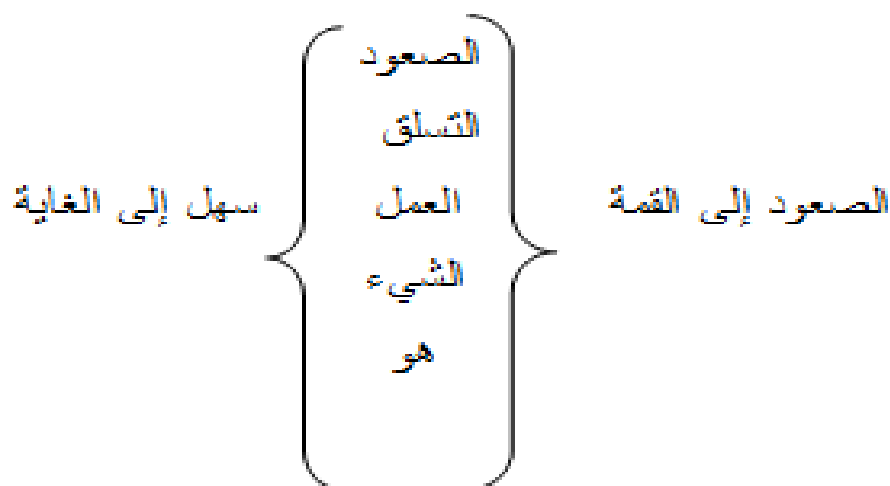 الصعود إلى القمة
الصعود
التسلق
العمل
الشيء
هو
سهل إلى الغاية